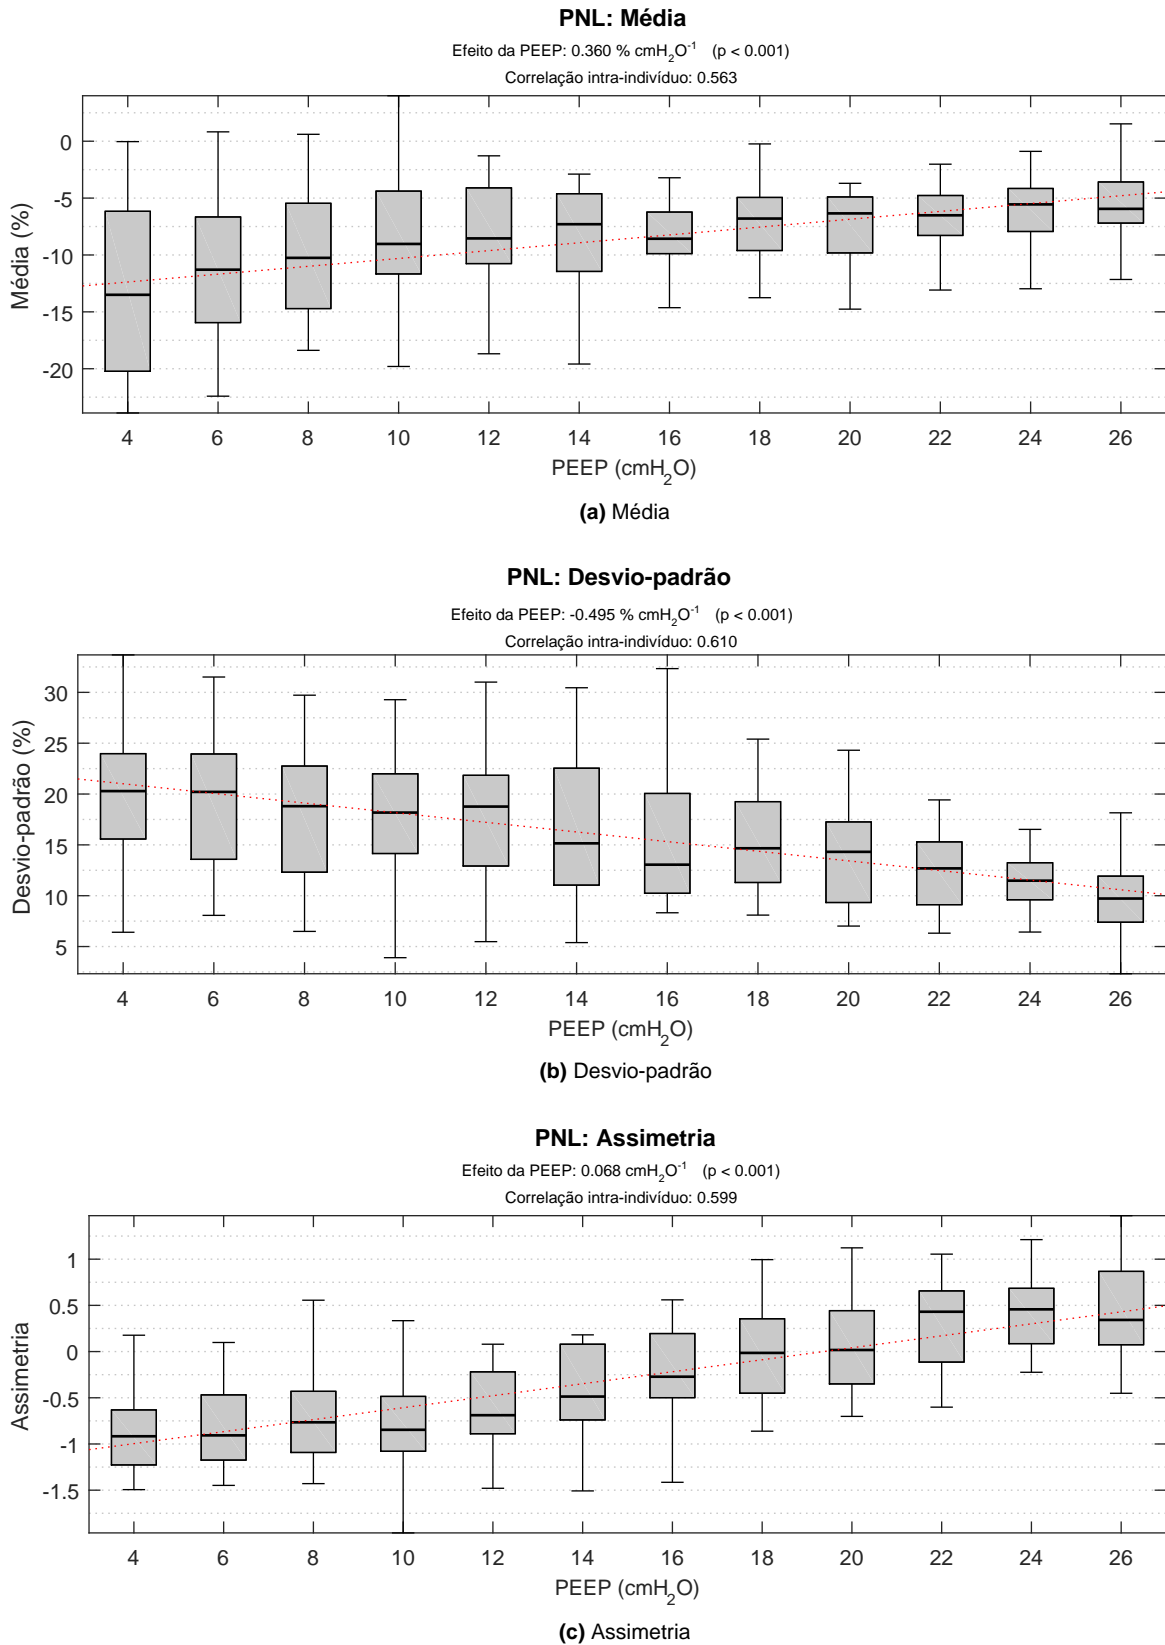 PNL: Média
Efeito da PEEP: 0.360 % cmH₂O⁻¹ (p < 0.001)
Correlação intra-indivíduo: 0.563
Média (%)
0
-5
-10
-15
-20
4 6 8 10 12 14 16 18 20 22 24 26
PEEP (cmH₂O)
(a) Média
PNL: Desvio-padrão
Efeito da PEEP: -0.495 % cmH₂O⁻¹ (p < 0.001)
Correlação intra-indivíduo: 0.610
Desvio-padrão (%)
30
25
20
15
10
5
4 6 8 10 12 14 16 18 20 22 24 26
PEEP (cmH₂O)
(b) Desvio-padrão
PNL: Assimetria
Efeito da PEEP: 0.068 cmH₂O⁻¹ (p < 0.001)
Correlação intra-indivíduo: 0.599
Assimetria
1
0.5
0
-0.5
-1
-1.5
4 6 8 10 12 14 16 18 20 22 24 26
PEEP (cmH₂O)
(c) Assimetria